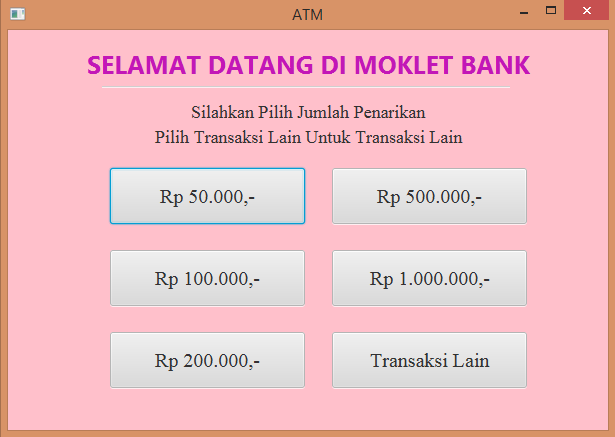 ATM
SELAMAT DATANG DI MOKLET BANK
Silahkan Pilih Jumlah Penarikan
Pilih Transaksi Lain Untuk Transaksi Lain
Rp 50.000,-
Rp 500.000,-
Rp 100.000,-
Rp 1.000.000,-
Rp 200.000,-
Transaksi Lain